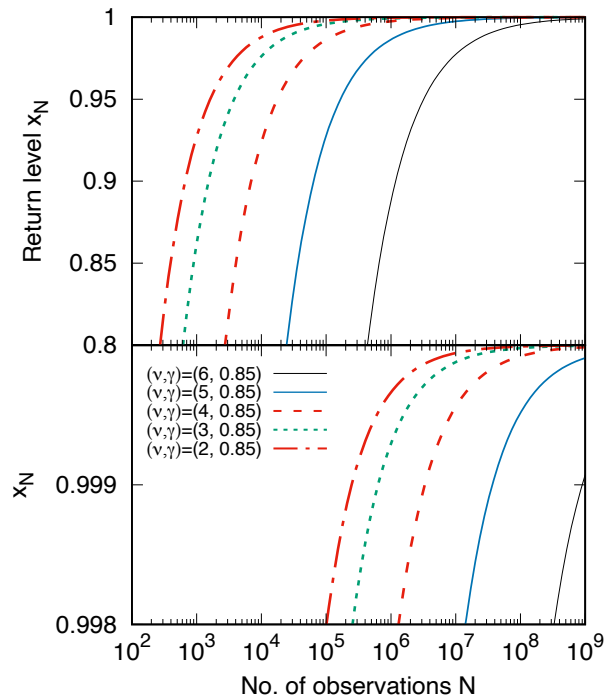 1
0.95
0.9
0.85
0.8
Return level x_N
(ν,γ)=(6, 0.85)
(ν,γ)=(5, 0.85)
(ν,γ)=(4, 0.85)
(ν,γ)=(3, 0.85)
(ν,γ)=(2, 0.85)
0.999
0.998
x_N
10^2 10^3 10^4 10^5 10^6 10^7 10^8 10^9
No. of observations N